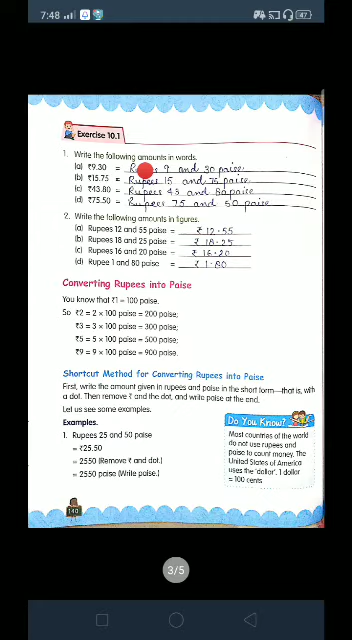 7:48
47
Exercise 10.1
1. Write the following amounts in words.
(a) ₹9.30 = Rupees 9 and 30 paise.
(b) ₹15.75 = Rupees 15 and 75 paise.
(c) ₹43.80 = Rupees 43 and 80 paise
(d) ₹75.50 = Rupees 75 and 50 paise
2. Write the following amounts in figures.
(a) Rupees 12 and 55 paise = ₹ 12.55
(b) Rupees 18 and 25 paise = ₹ 18.25
(c) Rupees 16 and 20 paise = ₹ 16.20
(d) Rupee 1 and 80 paise = ₹ 1.80
Converting Rupees into Paise
You know that ₹1 = 100 paise.
So ₹2 = 2 × 100 paise = 200 paise;
₹3 = 3 × 100 paise = 300 paise;
₹5 = 5 × 100 paise = 500 paise;
₹9 = 9 × 100 paise = 900 paise.
Shortcut Method for Converting Rupees into Paise
First, write the amount given in rupees and paise in the short form—that is, with
a dot. Then remove ₹ and the dot, and write paise at the end.
Let us see some examples.
Examples.
1. Rupees 25 and 50 paise
= ₹25.50
= 2550 (Remove ₹ and dot.)
= 2550 paise (Write paise.)
Do You Know?
Most countries of the world
do not use rupees and
paise to count money. The
United States of America
uses the 'dollar'. 1 dollar
= 100 cents
140
3/5